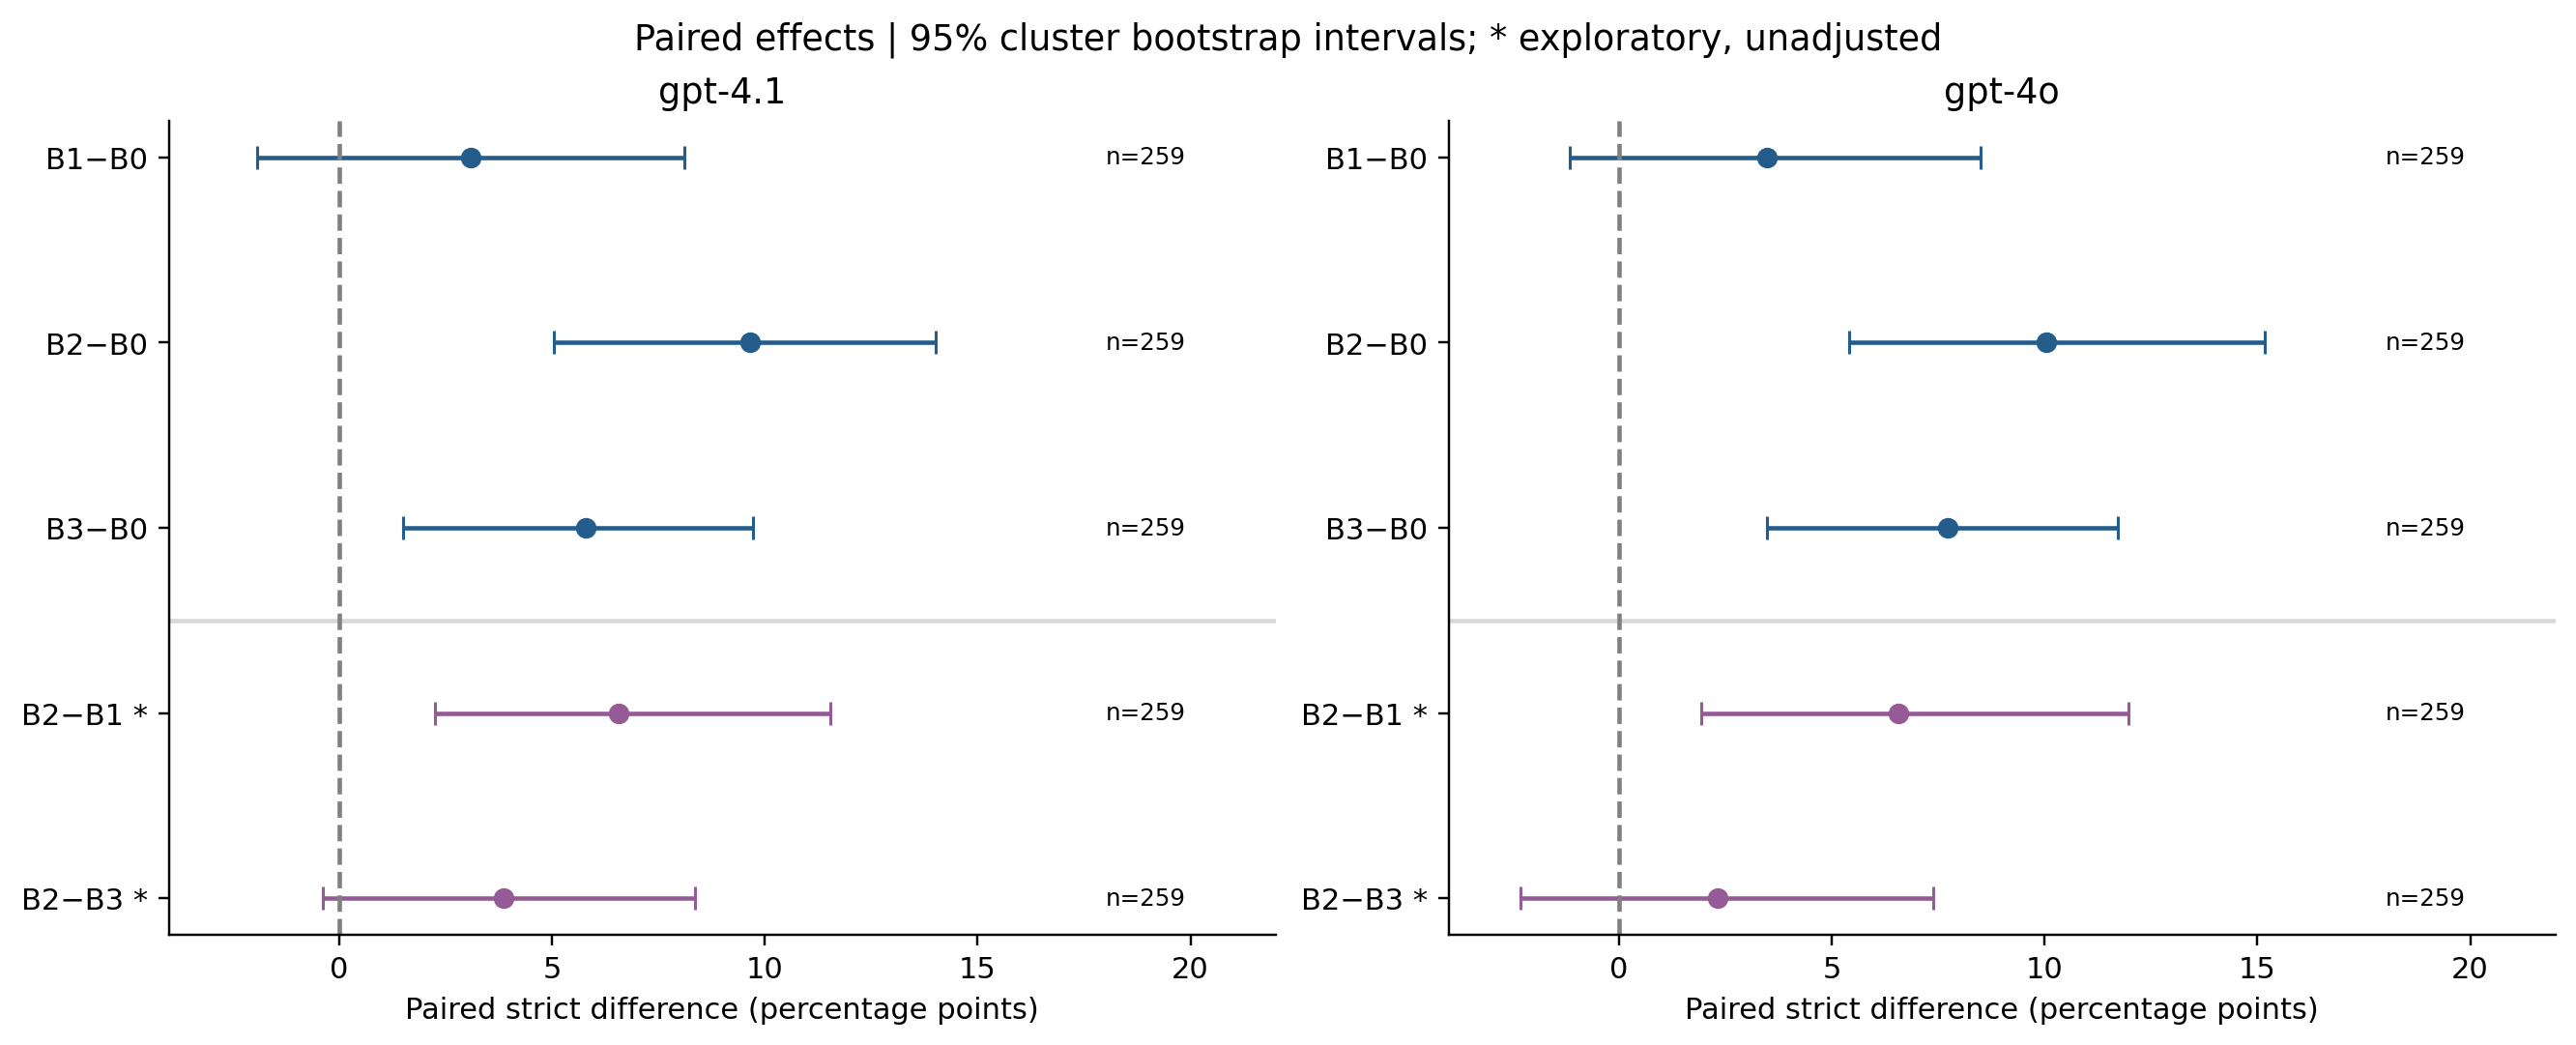 Paired effects | 95% cluster bootstrap intervals; * exploratory, unadjusted
gpt-4.1
B1−B0
n=259
B2−B0
n=259
B3−B0
n=259
B2−B1 *
n=259
B2−B3 *
n=259
0 5 10 15 20
Paired strict difference (percentage points)
gpt-4o
B1−B0
n=259
B2−B0
n=259
B3−B0
n=259
B2−B1 *
n=259
B2−B3 *
n=259
0 5 10 15 20
Paired strict difference (percentage points)